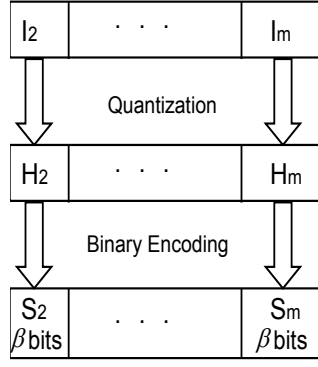 I2 . . . Im
Quantization
H2 . . . Hm
Binary Encoding
S2 . . . Sm
β bits β bits